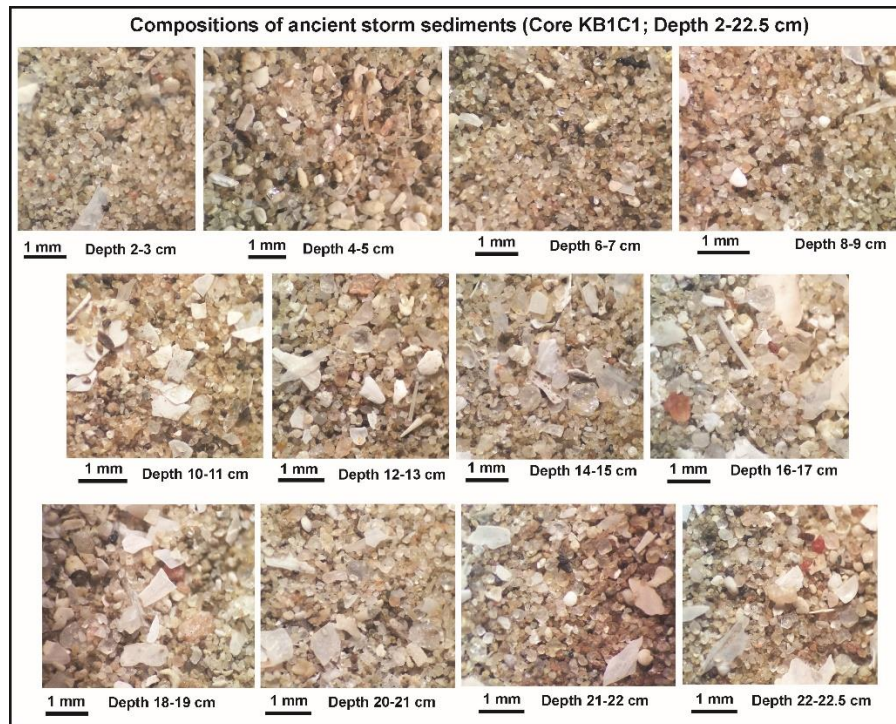 Compositions of ancient storm sediments (Core KB1C1; Depth 2-22.5 cm)
1 mm Depth 2-3 cm 1 mm Depth 4-5 cm 1 mm Depth 6-7 cm 1 mm Depth 8-9 cm
1 mm Depth 10-11 cm 1 mm Depth 12-13 cm 1 mm Depth 14-15 cm 1 mm Depth 16-17 cm
1 mm Depth 18-19 cm 1 mm Depth 20-21 cm 1 mm Depth 21-22 cm 1 mm Depth 22-22.5 cm